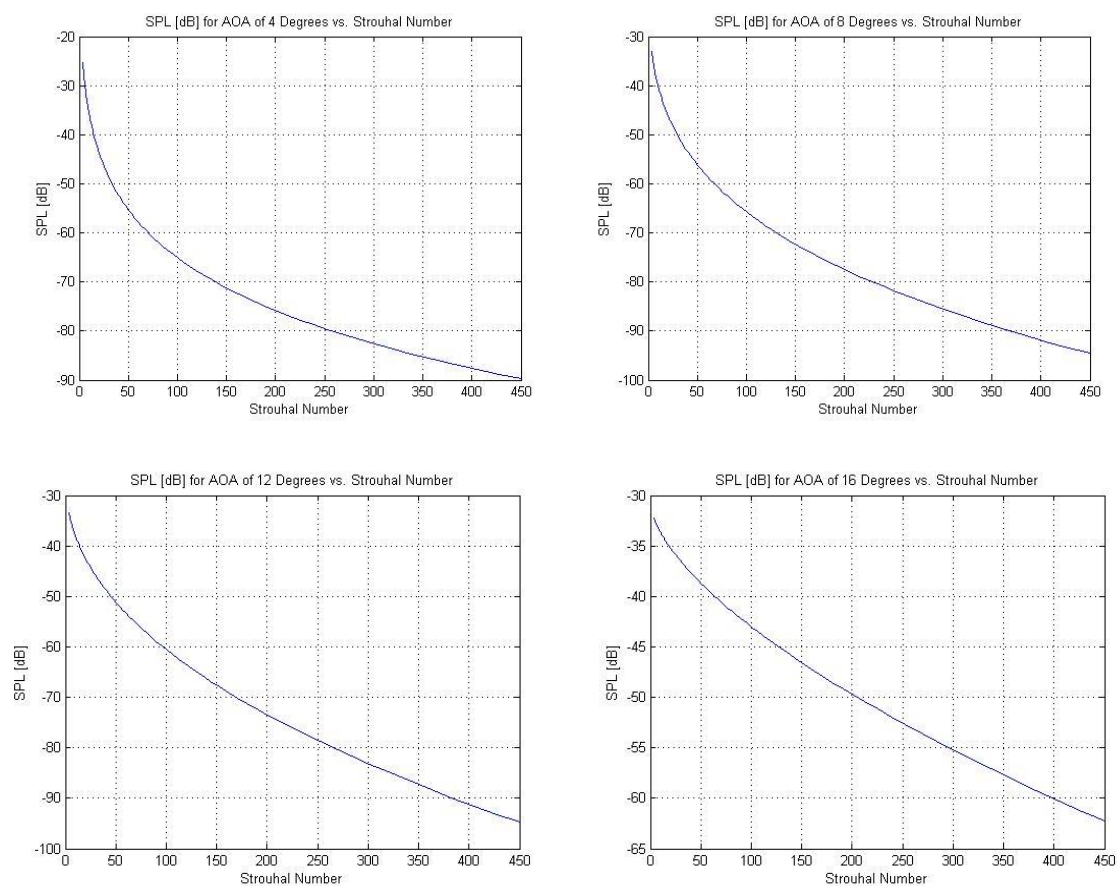 SPL [dB] for AOA of 4 Degrees vs. Strouhal Number
-20
-30
-40
-50
-60
-70
-80
-90
SPL [dB]
0 50 100 150 200 250 300 350 400 450
Strouhal Number
SPL [dB] for AOA of 8 Degrees vs. Strouhal Number
-30
-40
-50
-60
-70
-80
-90
-100
SPL [dB]
0 50 100 150 200 250 300 350 400 450
Strouhal Number
SPL [dB] for AOA of 12 Degrees vs. Strouhal Number
-30
-40
-50
-60
-70
-80
-90
-100
SPL [dB]
0 50 100 150 200 250 300 350 400 450
Strouhal Number
SPL [dB] for AOA of 16 Degrees vs. Strouhal Number
-30
-35
-40
-45
-50
-55
-60
-65
SPL [dB]
0 50 100 150 200 250 300 350 400 450
Strouhal Number